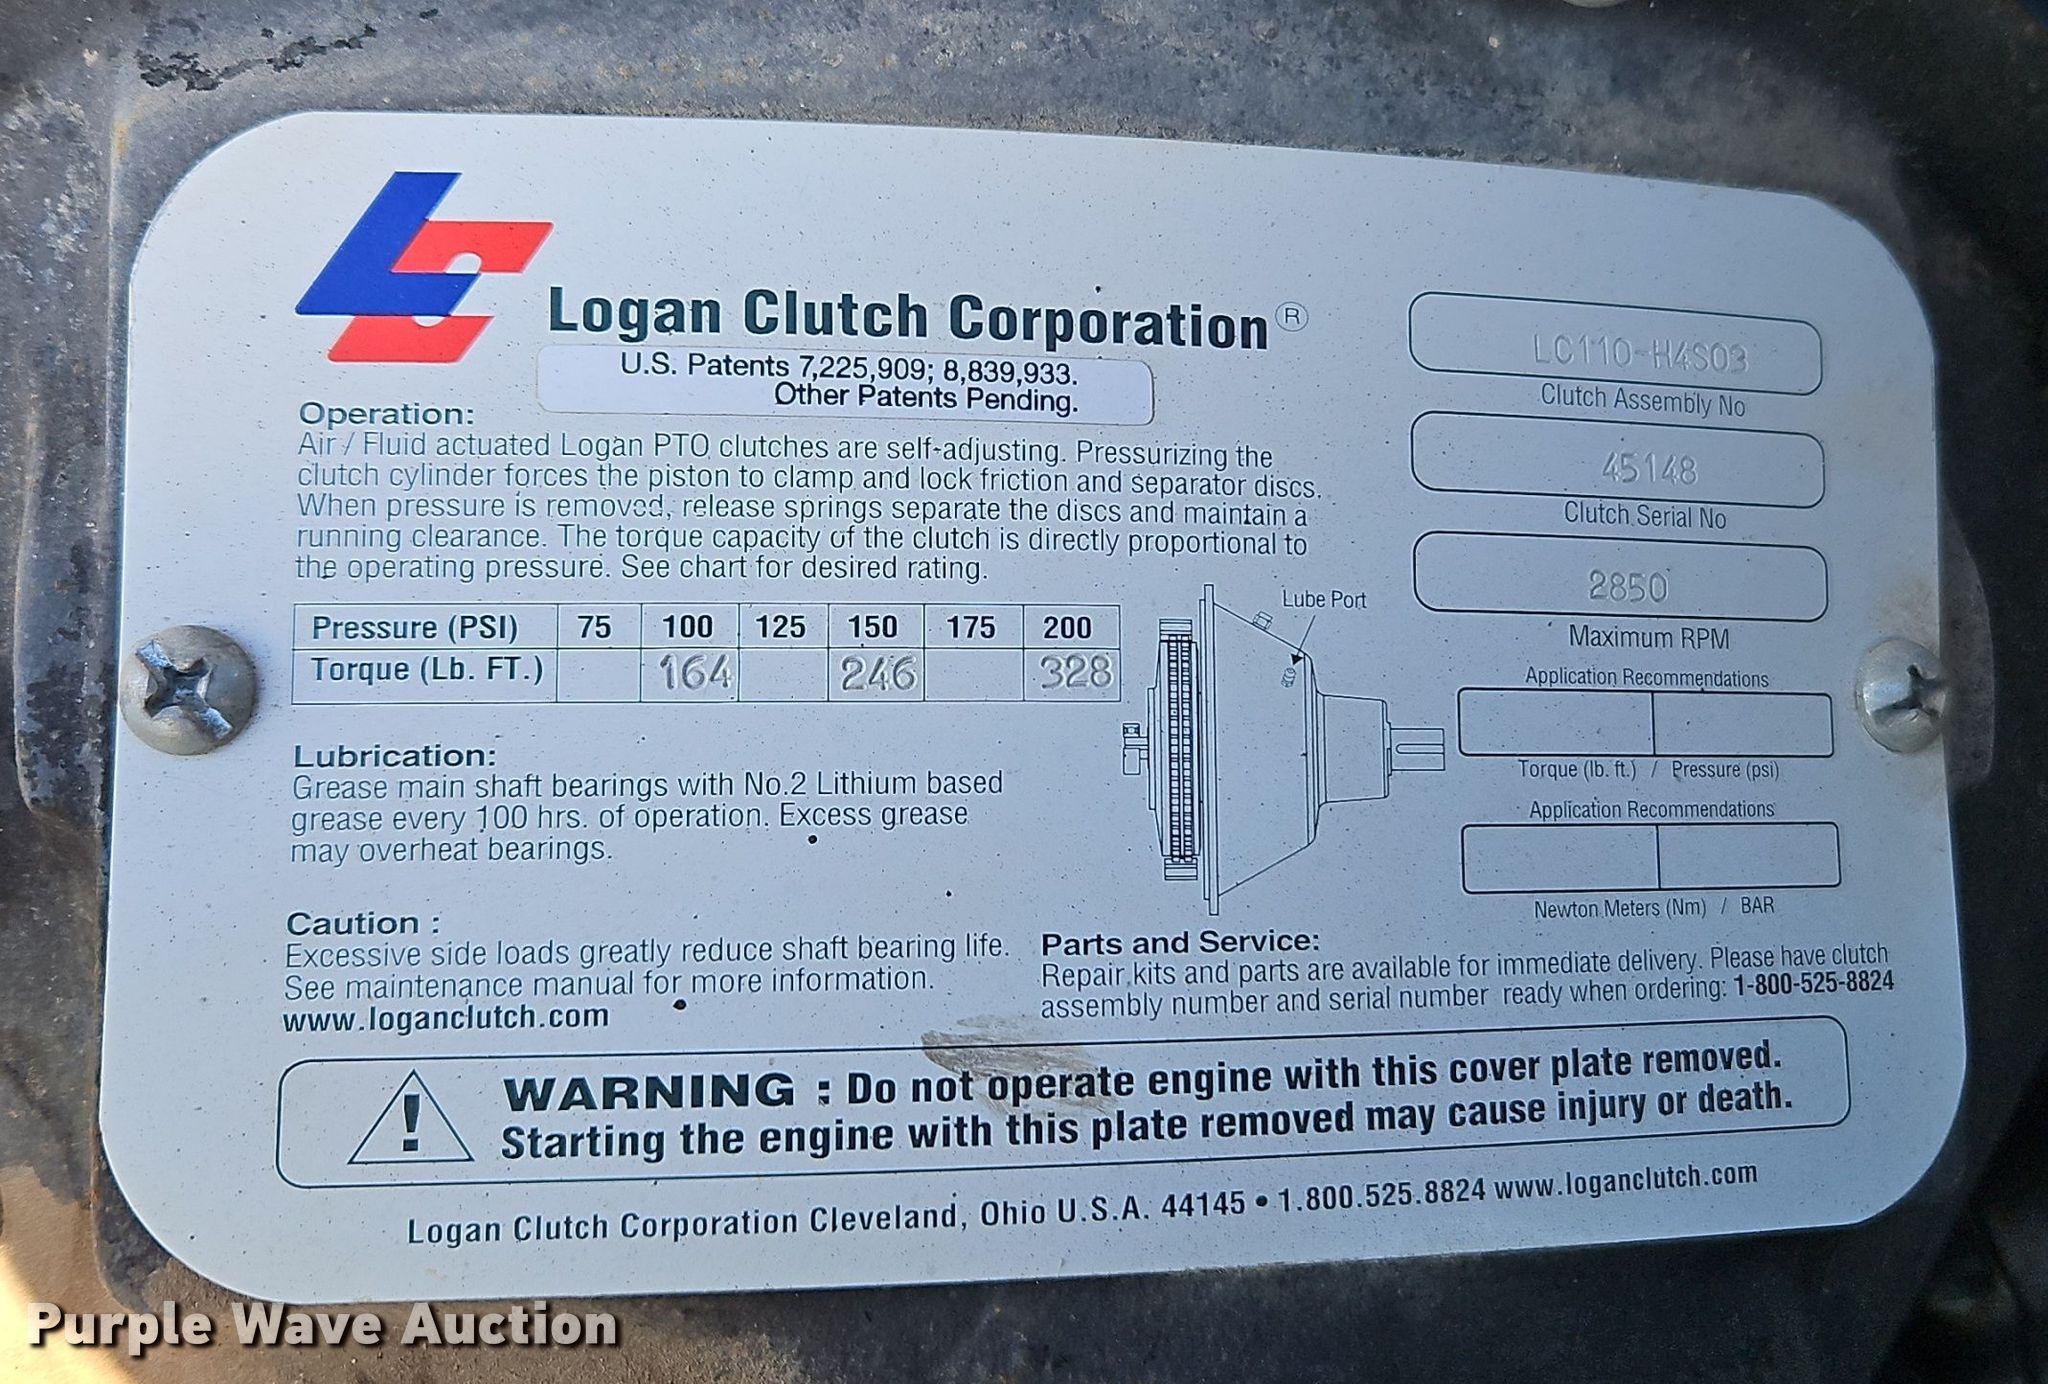 Logan Clutch Corporation®
U.S. Patents 7,225,909; 8,839,933.
Other Patents Pending.
Operation:
Air / Fluid actuated Logan PTO clutches are self-adjusting. Pressurizing the
clutch cylinder forces the piston to clamp and lock friction and separator discs.
When pressure is removed, release springs separate the discs and maintain a
running clearance. The torque capacity of the clutch is directly proportional to
the operating pressure. See chart for desired rating.
Pressure (PSI) 75 100 125 150 175 200
Torque (Lb. FT.) 164 246 328
Lubrication:
Grease main shaft bearings with No.2 Lithium based
grease every 100 hrs. of operation. Excess grease
may overheat bearings.
Caution :
Excessive side loads greatly reduce shaft bearing life.
See maintenance manual for more information.
www.loganclutch.com
Lube Port
LC110-H4S03
Clutch Assembly No
45148
Clutch Serial No
2850
Maximum RPM
Application Recommendations
Torque (lb. ft.) / Pressure (psi)
Application Recommendations
Newton Meters (Nm) / BAR
Parts and Service:
Repair kits and parts are available for immediate delivery. Please have clutch
assembly number and serial number ready when ordering: 1-800-525-8824
WARNING : Do not operate engine with this cover plate removed.
Starting the engine with this plate removed may cause injury or death.
Logan Clutch Corporation Cleveland, Ohio U.S.A. 44145 • 1.800.525.8824 www.loganclutch.com
Purple Wave Auction